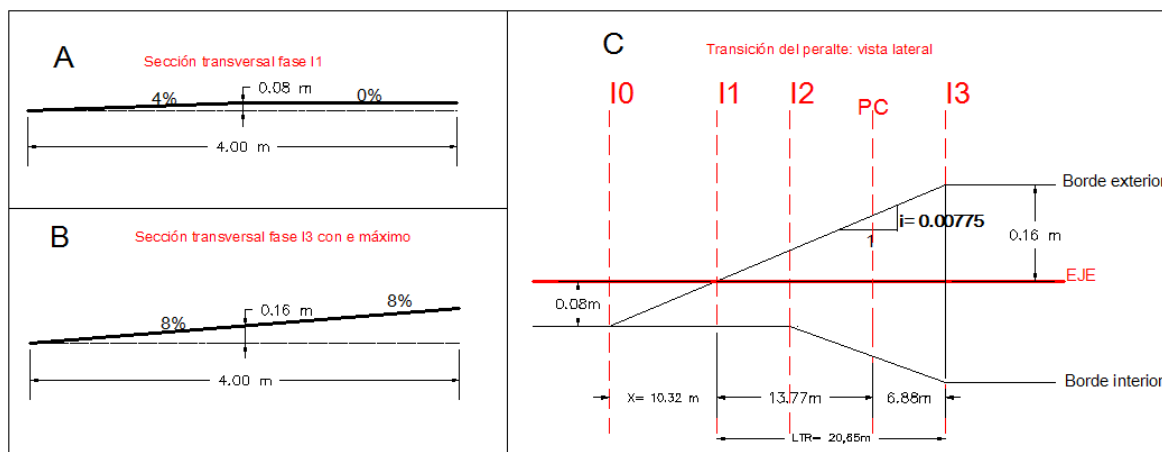 A
Sección transversal fase I1
4%
0.08 m
0%
4.00 m
B
Sección transversal fase I3 con e máximo
8%
0.16 m
8%
4.00 m
C
Transición del peralte: vista lateral
I0
I1
I2
PC
I3
Borde exterior
i= 0.00775
1
0.16 m
EJE
0.08m
Borde interior
X= 10.32 m
13.77m
6.88m
LTR= 20,65m